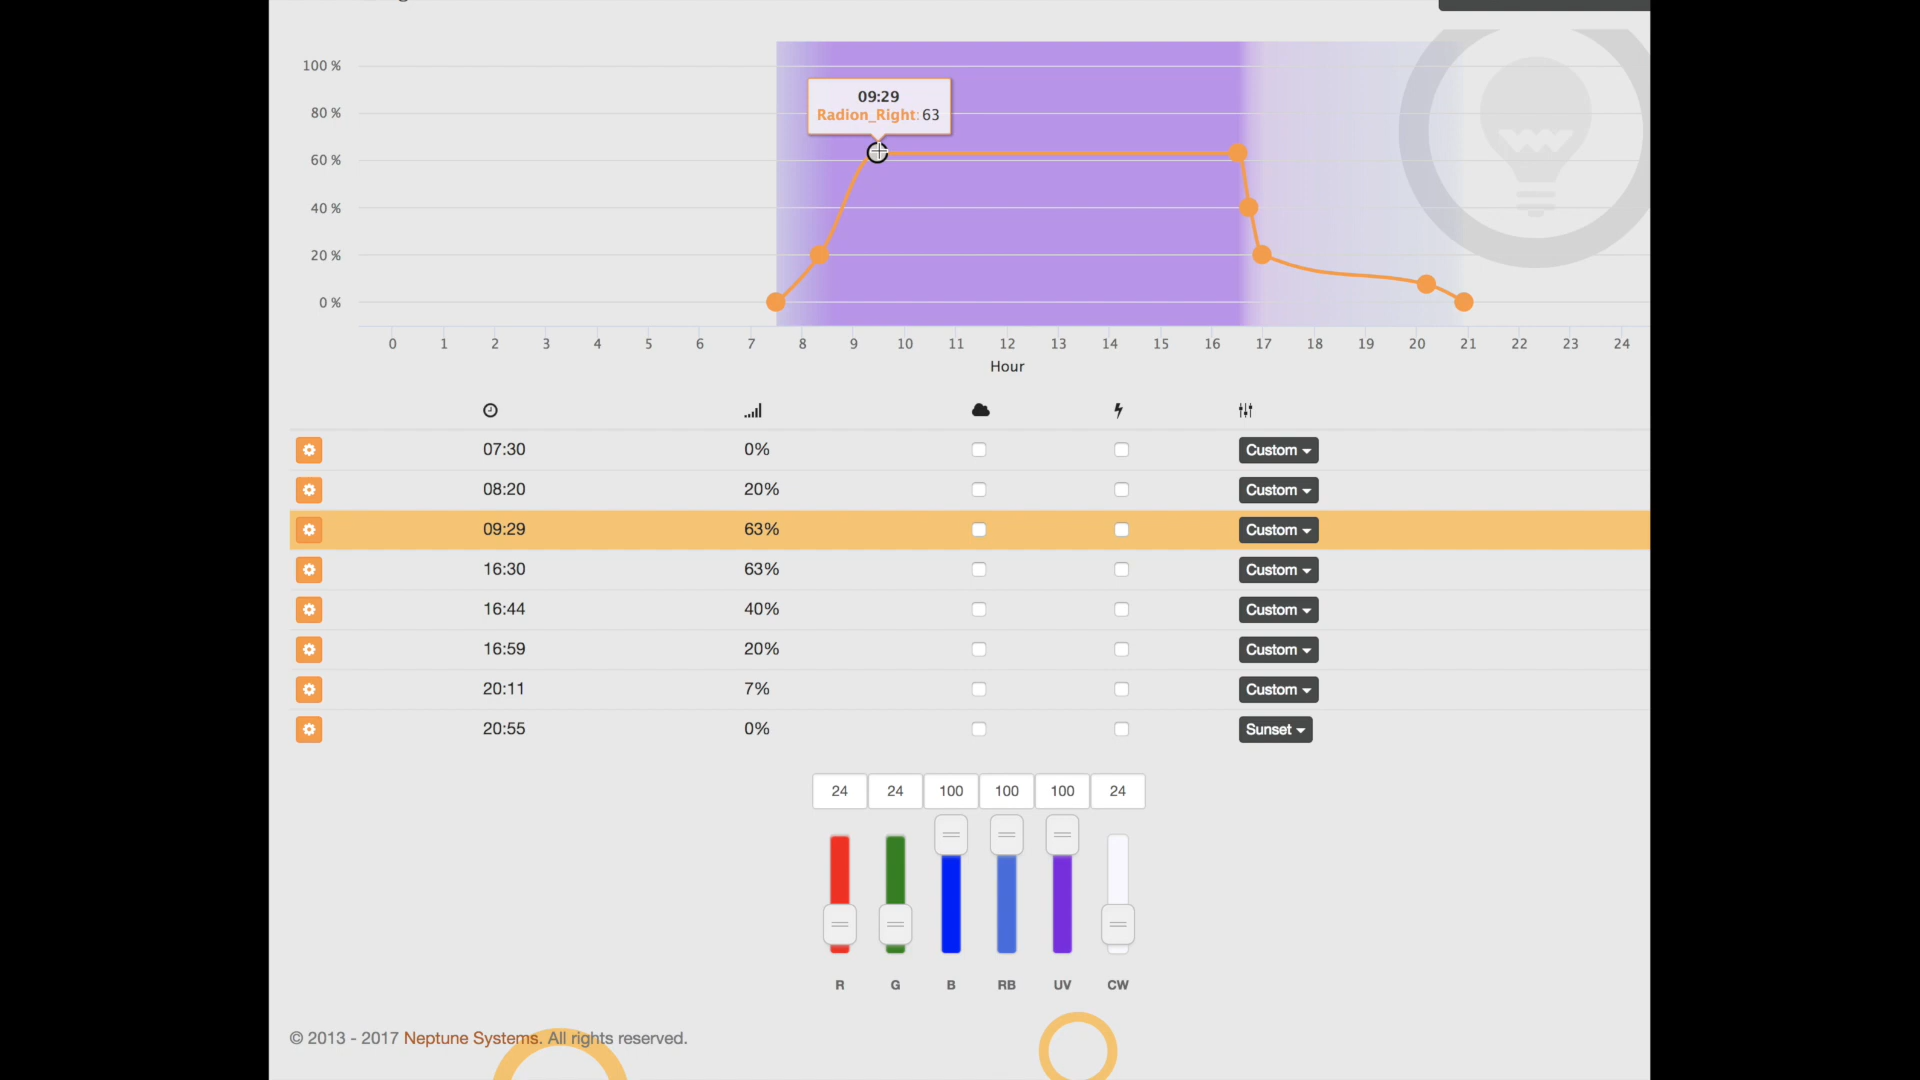 100 %
80 %
60 %
40 %
20 %
0 %
09:29
Radion_Right: 63
0 1 2 3 4 5 6 7 8 9 10 11 12 13 14 15 16 17 18 19 20 21 22 23 24
Hour
07:30 0% Custom
08:20 20% Custom
09:29 63% Custom
16:30 63% Custom
16:44 40% Custom
16:59 20% Custom
20:11 7% Custom
20:55 0% Sunset
24 24 100 100 100 24
R G B RB UV CW
© 2013 - 2017 Neptune Systems. All rights reserved.